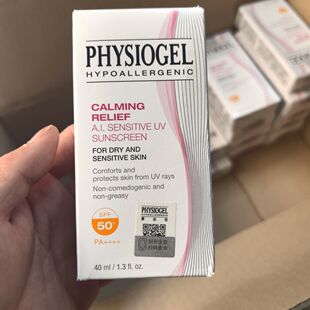 PHYSIOGEL
HYPOALLERGENIC
CALMING
RELIEF
A.I. SENSITIVE UV
SUNSCREEN
FOR DRY AND
SENSITIVE SKIN
Comforts and
protects skin from UV rays
Non-comedogenic and
non-greasy
SPF
50+
PA++++
PHYSIOGEL
HYPOALLERGENIC
40 ml / 1.3 fl. oz.